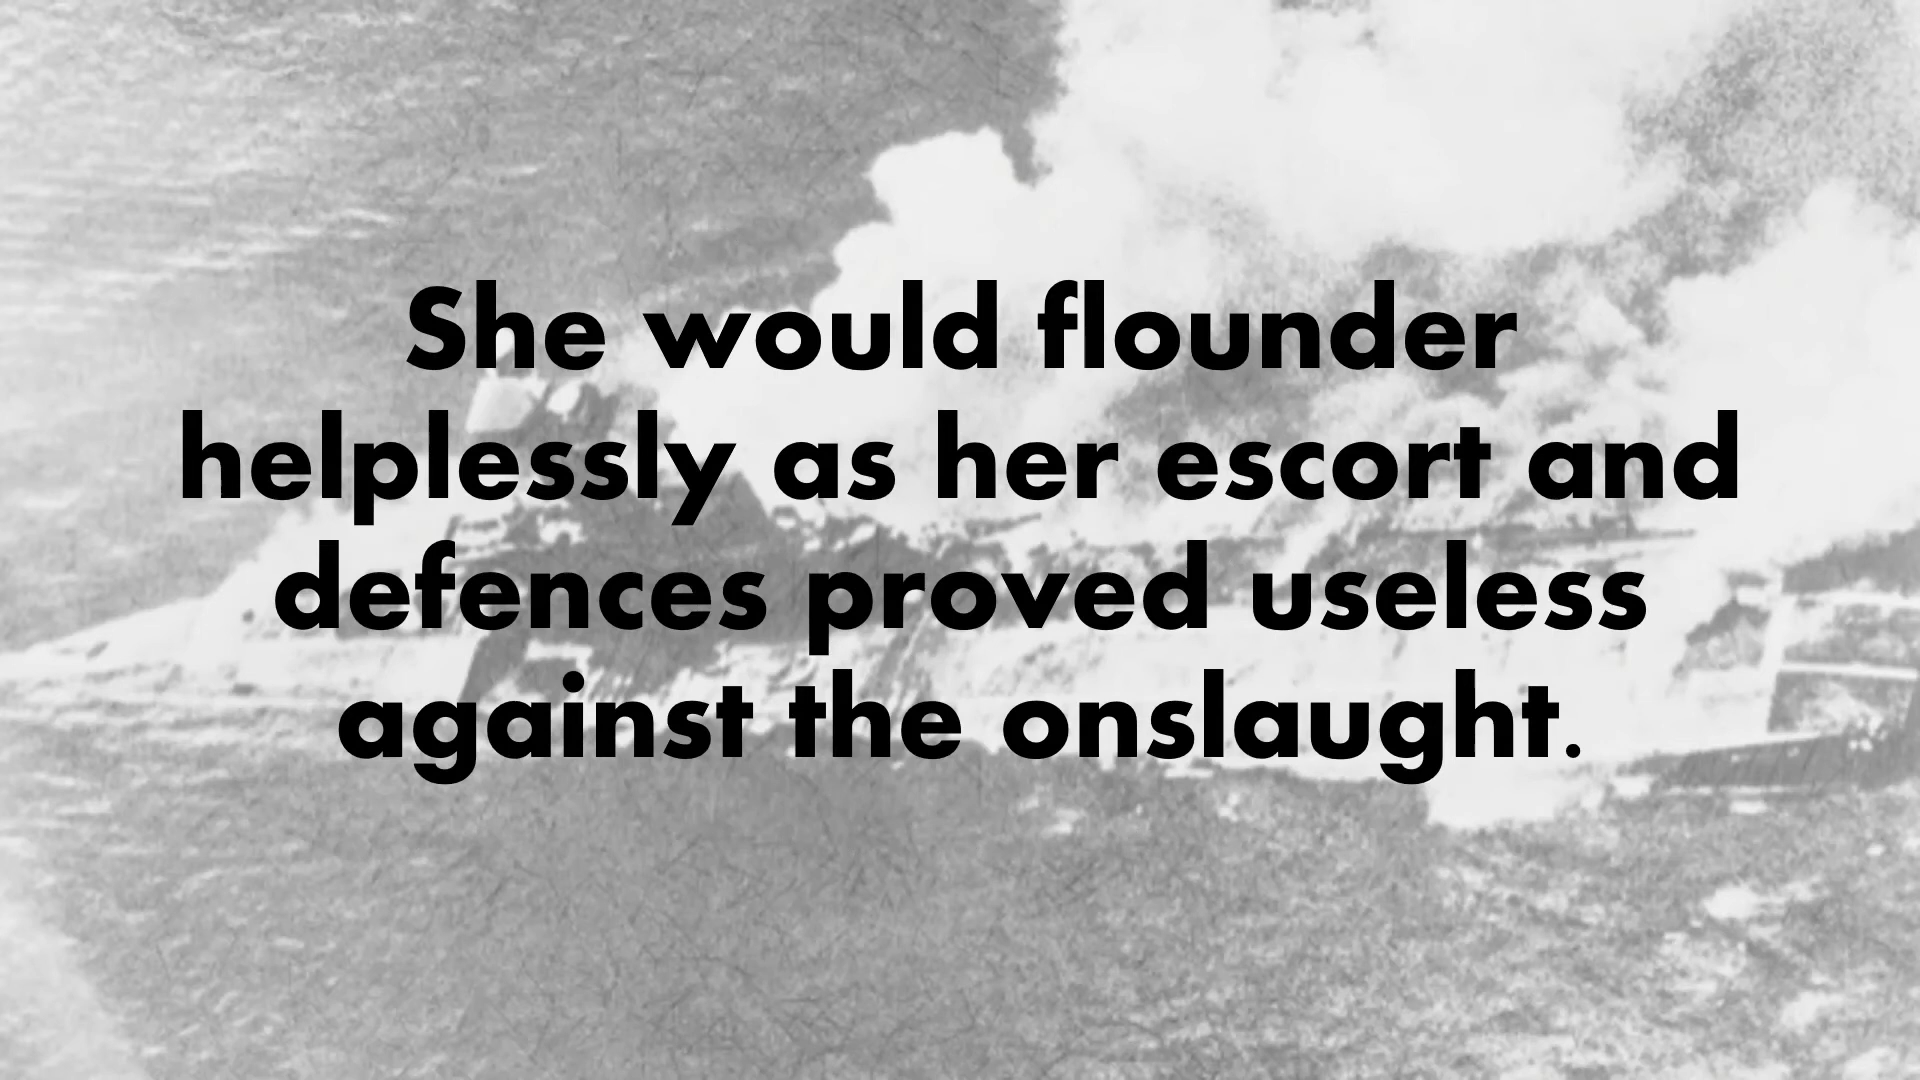 She would flounder
helplessly as her escort and
defences proved useless
against the onslaught.